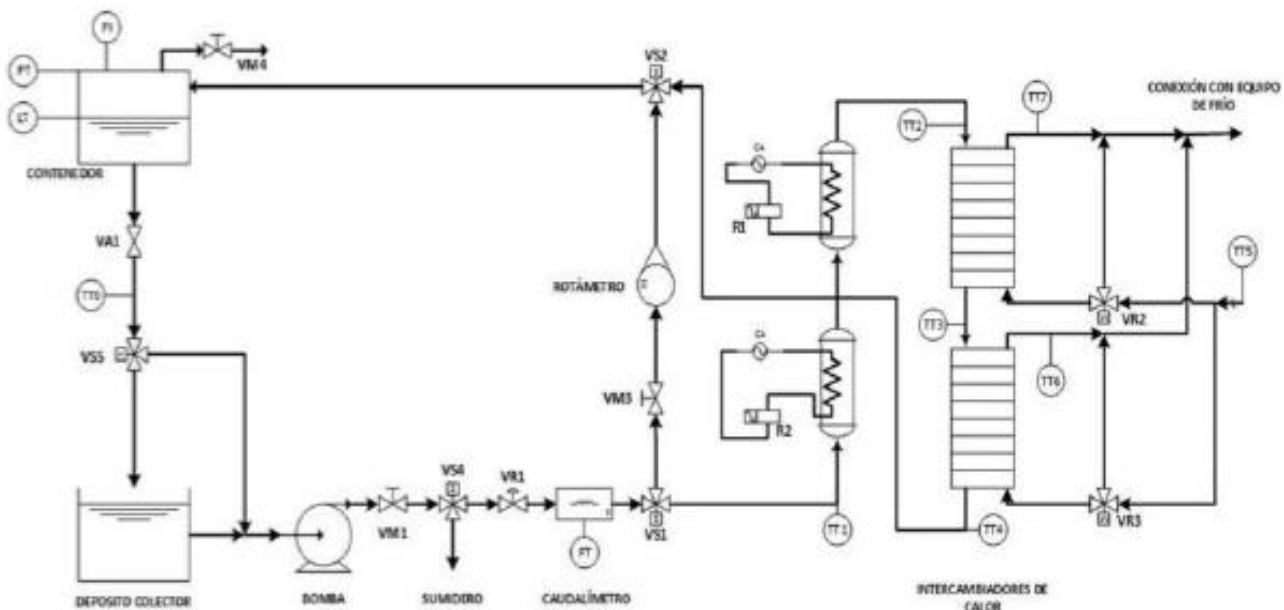 PI
VM4
PT
LT
CONTENEDOR
VA1
VS5
DEPOSITO COLECTOR
BOMBA
VM1
VS4
SUMIDERO
VR1
CAUDALÍMETRO
VS1
VM3
ROTÁMETRO
VS2
R1
R2
TT1
TT2
TT3
TT4
TT7
TT6
CONEXIÓN CON EQUIPO
DE FRÍO
TT5
VR2
VR3
INTERCAMBIADORES DE
CALOR